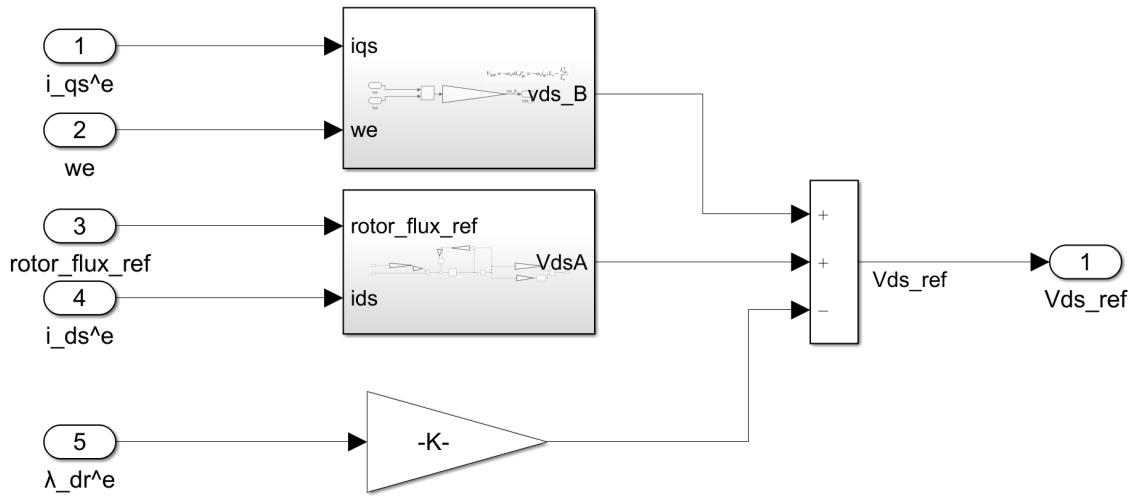 1
i_qs^e
2
we
3
rotor_flux_ref
4
i_ds^e
5
λ_dr^e
iqs
we
vds_B
rotor_flux_ref
ids
VdsA
-K-
+
+
−
Vds_ref
1
Vds_ref